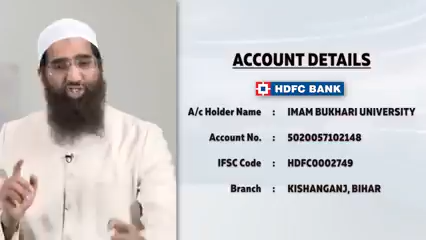 ACCOUNT DETAILS
HDFC BANK
A/c Holder Name : IMAM BUKHARI UNIVERSITY
Account No. : 5020057102148
IFSC Code : HDFC0002749
Branch : KISHANGANJ, BIHAR